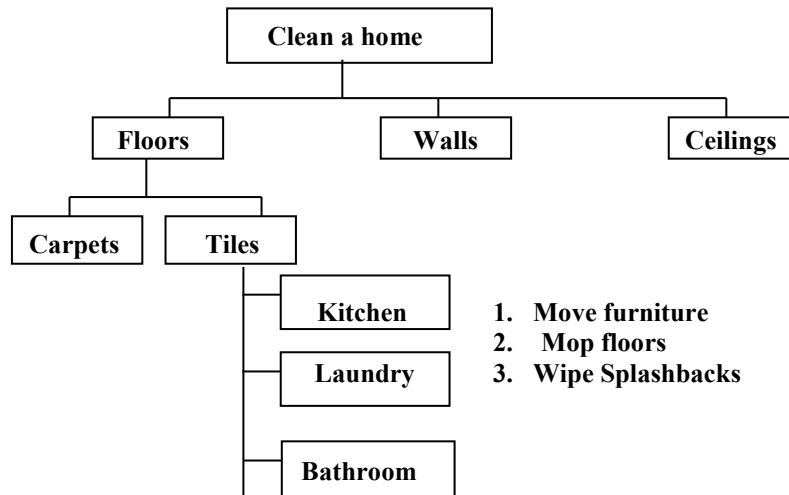 Clean a home
Floors
Walls
Ceilings
Carpets
Tiles
Kitchen
1. Move furniture
2. Mop floors
Laundry
3. Wipe Splashbacks
Bathroom